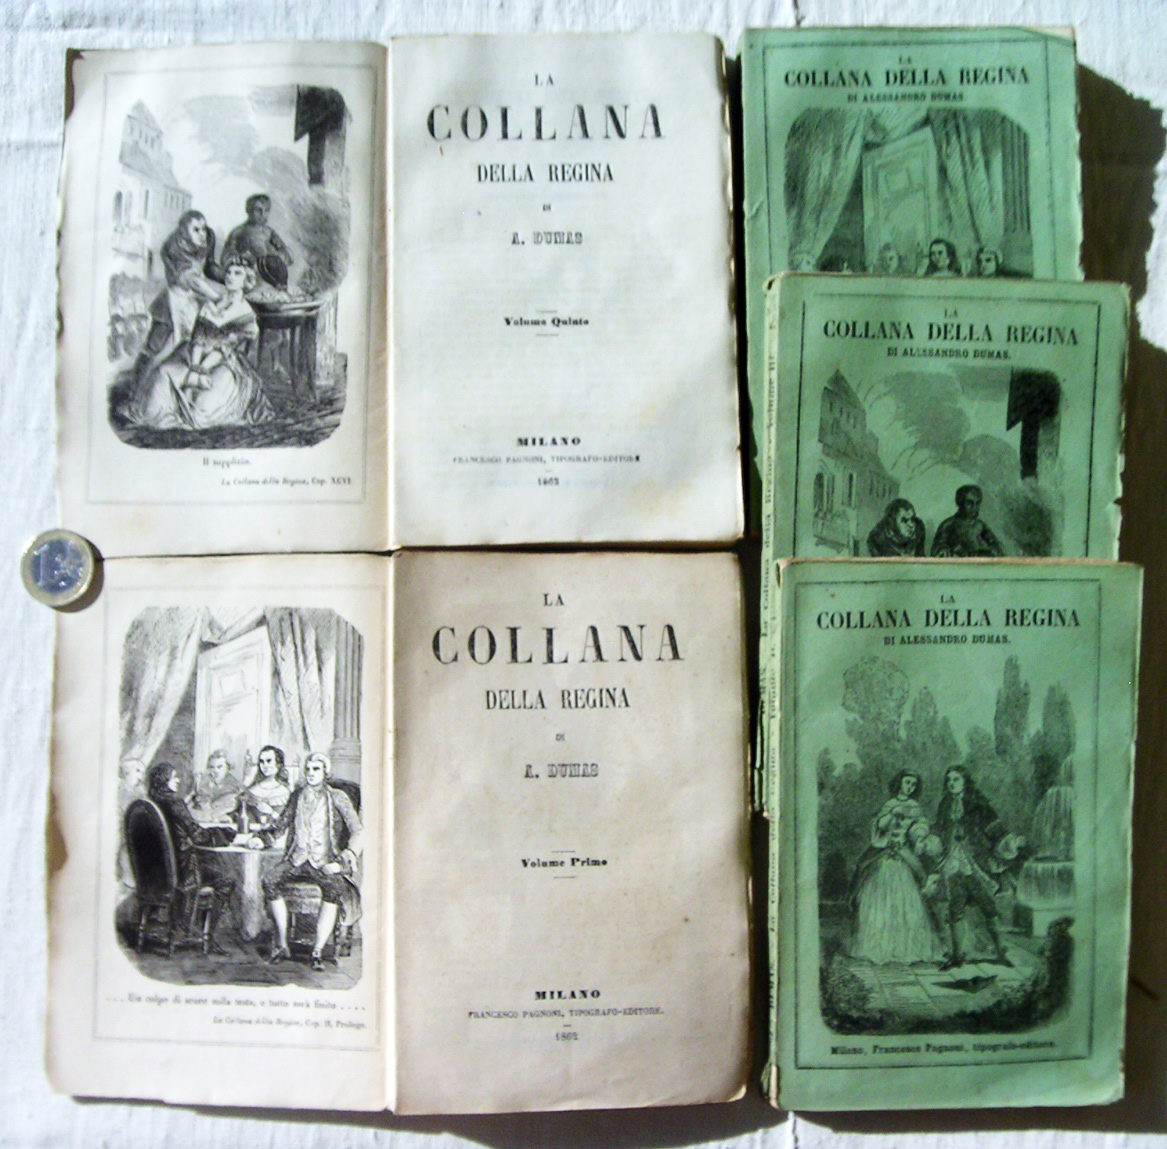 Il supplizio.
La Collana della Regina, Cap. XCVI
LA
COLLANA
DELLA REGINA
DI
A. DUMAS
Volume Quinto
MILANO
FRANCESCO PAGNONI, TIPOGRAFO-EDITORE
1862
... Un colpo di scure sulla testa, e tutto sarà finito ....
La Collana della Regina, Cap. II, Prologo.
LA
COLLANA
DELLA REGINA
DI
A. DUMAS
Volume Primo
MILANO
FRANCESCO PAGNONI, TIPOGRAFO-EDITORE.
1862
LA
COLLANA DELLA REGINA
DI ALESSANDRO DUMAS
LA
COLLANA DELLA REGINA
DI ALESSANDRO DUMAS.
LA
COLLANA DELLA REGINA
DI ALESSANDRO DUMAS.
Milano, Francesco Pagnoni, tipografo-editore.